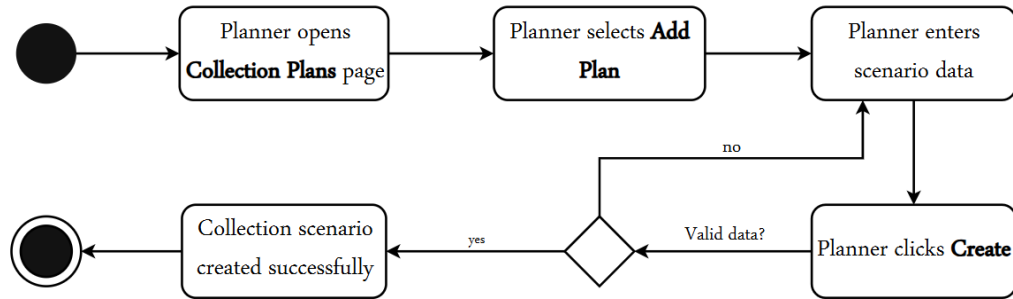 Planner opens
Collection Plans page
Planner selects Add
Plan
Planner enters
scenario data
no
Collection scenario
created successfully
yes
Valid data?
Planner clicks Create